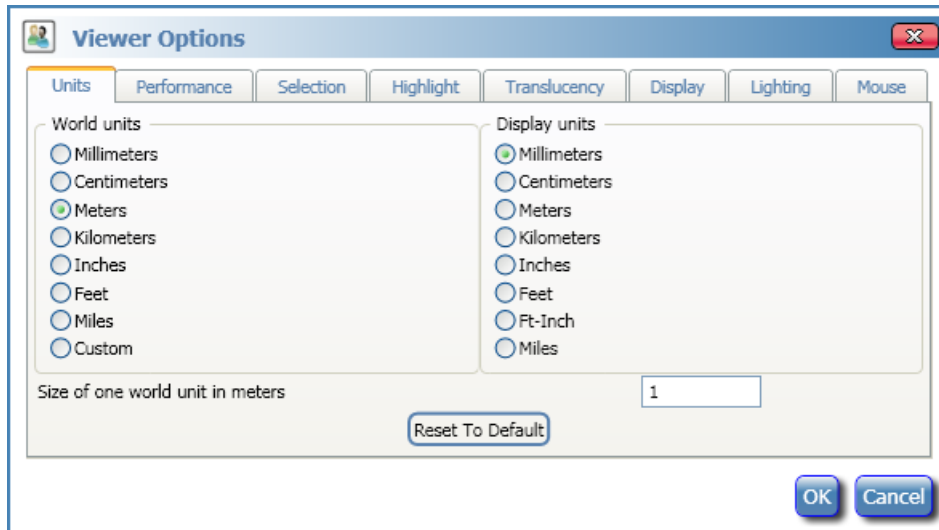 Viewer Options
Units Performance Selection Highlight Translucency Display Lighting Mouse
World units
Millimeters
Centimeters
Meters
Kilometers
Inches
Feet
Miles
Custom
Display units
Millimeters
Centimeters
Meters
Kilometers
Inches
Feet
Ft-Inch
Miles
Size of one world unit in meters 1
Reset To Default
OK Cancel